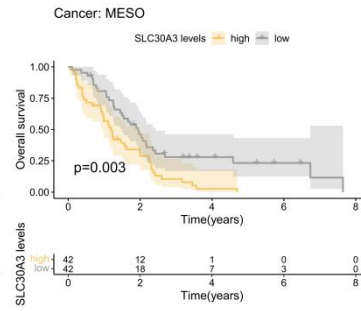 Cancer: MESO
SLC30A3 levels high low
1.00
0.75
0.50
0.25
0.00
Overall survival
p=0.003
0 2 4 6 8
Time(years)
SLC30A3 levels
high 42 12 1 0 0
low 42 18 7 3 0
0 2 4 6 8
Time(years)